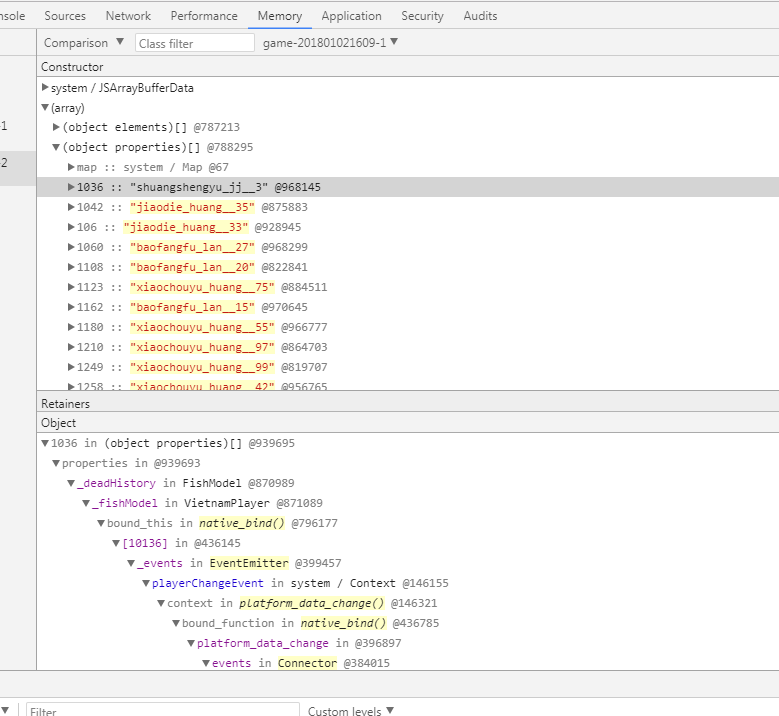 nsole Sources Network Performance Memory Application Security Audits
Comparison ▼ Class filter game-201801021609-1 ▼
Constructor
▶system / JSArrayBufferData
▼(array)
-1 ▶(object elements)[] @787213
▼(object properties)[] @788295
-2 ▶map :: system / Map @67
▶1036 :: "shuangshengyu_jj__3" @968145
▶1042 :: "jiaodie_huang__35" @875883
▶106 :: "jiaodie_huang__33" @928945
▶1060 :: "baofangfu_lan__27" @968299
▶1108 :: "baofangfu_lan__20" @822841
▶1123 :: "xiaochouyu_huang__75" @884511
▶1162 :: "baofangfu_lan__15" @970645
▶1180 :: "xiaochouyu_huang__55" @966777
▶1210 :: "xiaochouyu_huang__97" @864703
▶1249 :: "xiaochouyu_huang__99" @819707
▶1258 :: "xiaochouyu_huang__42" @956765
Retainers
Object
▼1036 in (object properties)[] @939695
▼properties in @939693
▼_deadHistory in FishModel @870989
▼_fishModel in VietnamPlayer @871089
▼bound_this in native_bind() @796177
▼[10136] in @436145
▼_events in EventEmitter @399457
▼playerChangeEvent in system / Context @146155
▼context in platform_data_change() @146321
▼bound_function in native_bind() @436785
▼platform_data_change in @396897
▼events in Connector @384015
▼ Filter Custom levels ▼